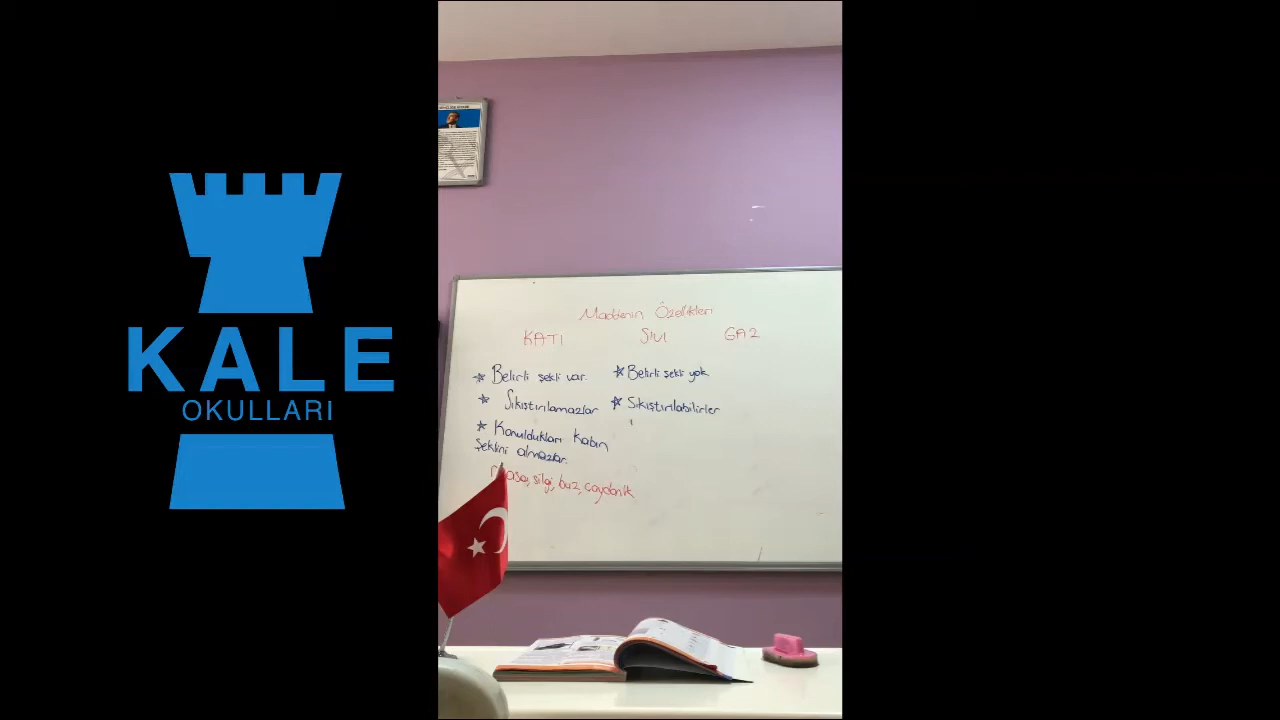 KALE
OKULLARI
Maddenin Özellikleri
KATI SIVI GAZ
* Belirli şekli var.
* Sıkıştırılamazlar
* Konuldukları kabın
şeklini almazlar.
silgi, buz, çaydanlık
* Belirli şekli yok
* Sıkıştırılabilirler